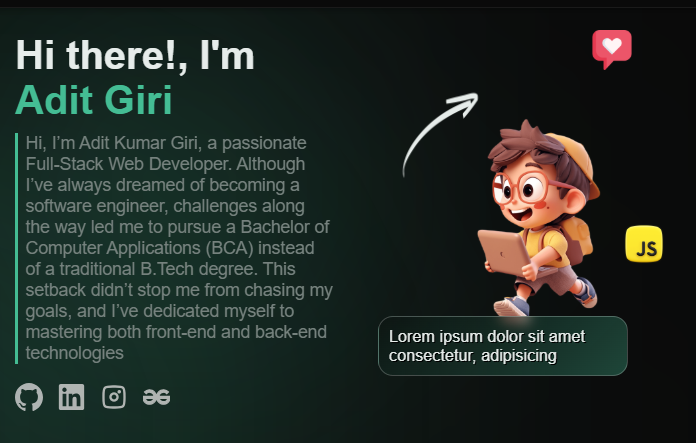 Hi there!, I'm
Adit Giri
Hi, I’m Adit Kumar Giri, a passionate
Full-Stack Web Developer. Although
I’ve always dreamed of becoming a
software engineer, challenges along
the way led me to pursue a Bachelor of
Computer Applications (BCA) instead
of a traditional B.Tech degree. This
setback didn’t stop me from chasing my
goals, and I’ve dedicated myself to
mastering both front-end and back-end
technologies
JS
Lorem ipsum dolor sit amet
consectetur, adipisicing